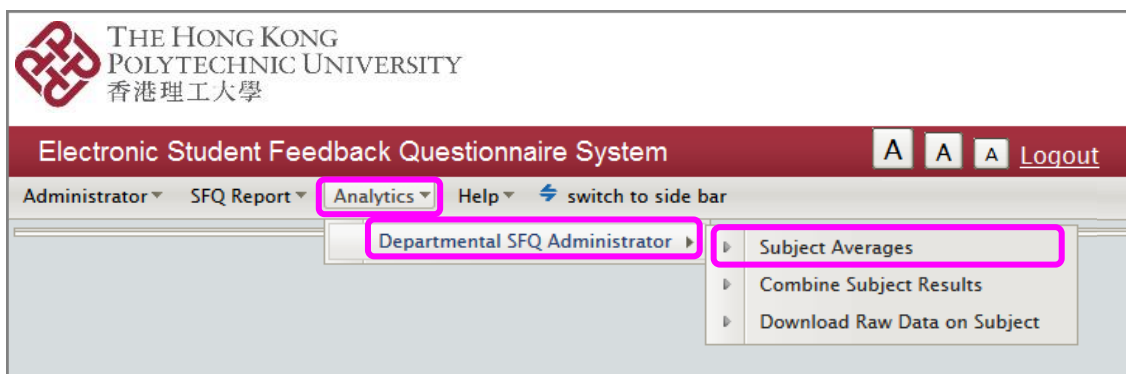 THE HONG KONG
POLYTECHNIC UNIVERSITY
香港理工大學
Electronic Student Feedback Questionnaire System
A A A Logout
Administrator SFQ Report Analytics Help switch to side bar
Departmental SFQ Administrator
Subject Averages
Combine Subject Results
Download Raw Data on Subject